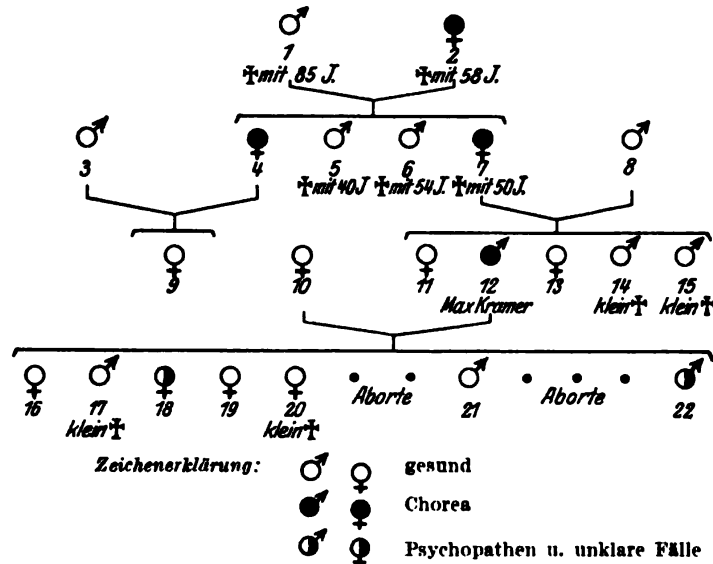 1 2
✝mit 85 J. ✝mit 58 J.
3 4 5 6 7 8
✝mit 40 J ✝mit 54 J. ✝mit 50 J.
9 10 11 12 13 14 15
Max Kramer klein✝ klein✝
16 17 18 19 20 Aborte 21 Aborte 22
klein✝ klein✝
Zeichenerklärung: gesund
Chorea
Psychopathen u. unklare Fälle